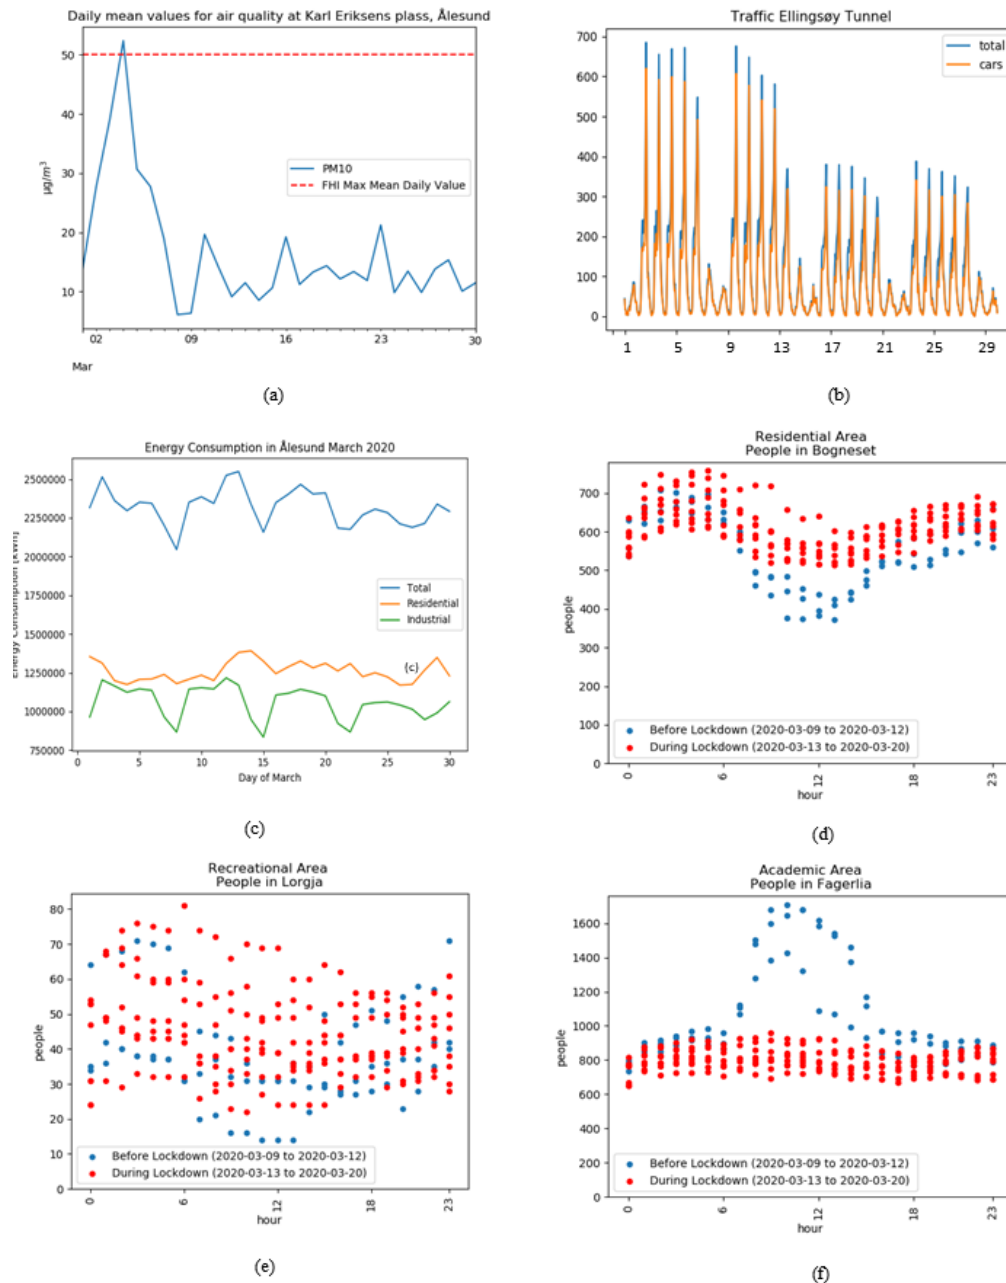 Daily mean values for air quality at Karl Eriksens plass, Ålesund
50
40
30
20
10
µg/m³
PM10
FHI Max Mean Daily Value
02
09
16
23
30
Mar
(a)
Traffic Ellingsøy Tunnel
700
600
500
400
300
200
100
0
total
cars
1
5
9
13
17
21
25
29
(b)
Energy Consumption in Ålesund March 2020
2500000
2250000
2000000
1750000
1500000
1250000
1000000
750000
Energy Consumption [kWh]
Total
Residential
Industrial
(c)
0
5
10
15
20
25
30
Day of March
(c)
Residential Area
People in Bogneset
700
600
500
400
300
200
100
0
people
Before Lockdown (2020-03-09 to 2020-03-12)
During Lockdown (2020-03-13 to 2020-03-20)
0
6
12
18
23
hour
(d)
Recreational Area
People in Lorgja
80
70
60
50
40
30
20
10
0
people
Before Lockdown (2020-03-09 to 2020-03-12)
During Lockdown (2020-03-13 to 2020-03-20)
0
6
12
18
23
hour
(e)
Academic Area
People in Fagerlia
1600
1400
1200
1000
800
600
400
200
0
people
Before Lockdown (2020-03-09 to 2020-03-12)
During Lockdown (2020-03-13 to 2020-03-20)
0
6
12
18
23
hour
(f)